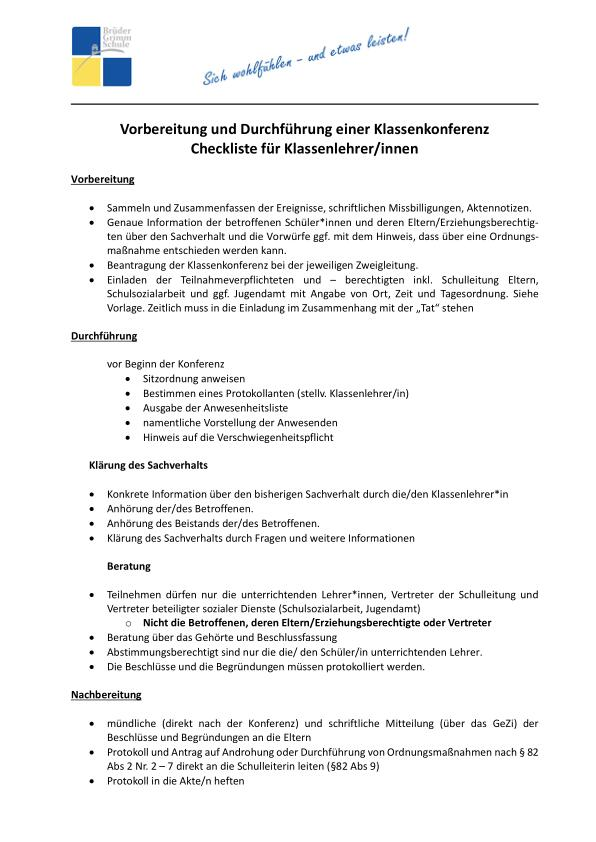 Brüder
Grimm
Schule
Sich wohlfühlen – und etwas leisten!
Vorbereitung und Durchführung einer Klassenkonferenz
Checkliste für Klassenlehrer/innen
Vorbereitung
• Sammeln und Zusammenfassen der Ereignisse, schriftlichen Missbilligungen, Aktennotizen.
• Genaue Information der betroffenen Schüler*innen und deren Eltern/Erziehungsberechtig-
ten über den Sachverhalt und die Vorwürfe ggf. mit dem Hinweis, dass über eine Ordnungs-
maßnahme entschieden werden kann.
• Beantragung der Klassenkonferenz bei der jeweiligen Zweigleitung.
• Einladen der Teilnahmeverpflichteten und – berechtigten inkl. Schulleitung Eltern,
Schulsozialarbeit und ggf. Jugendamt mit Angabe von Ort, Zeit und Tagesordnung. Siehe
Vorlage. Zeitlich muss in die Einladung im Zusammenhang mit der „Tat“ stehen
Durchführung
vor Beginn der Konferenz
• Sitzordnung anweisen
• Bestimmen eines Protokollanten (stellv. Klassenlehrer/in)
• Ausgabe der Anwesenheitsliste
• namentliche Vorstellung der Anwesenden
• Hinweis auf die Verschwiegenheitspflicht
Klärung des Sachverhalts
• Konkrete Information über den bisherigen Sachverhalt durch die/den Klassenlehrer*in
• Anhörung der/des Betroffenen.
• Anhörung des Beistands der/des Betroffenen.
• Klärung des Sachverhalts durch Fragen und weitere Informationen
Beratung
• Teilnehmen dürfen nur die unterrichtenden Lehrer*innen, Vertreter der Schulleitung und
Vertreter beteiligter sozialer Dienste (Schulsozialarbeit, Jugendamt)
○ Nicht die Betroffenen, deren Eltern/Erziehungsberechtigte oder Vertreter
• Beratung über das Gehörte und Beschlussfassung
• Abstimmungsberechtigt sind nur die die/ den Schüler/in unterrichtenden Lehrer.
• Die Beschlüsse und die Begründungen müssen protokolliert werden.
Nachbereitung
• mündliche (direkt nach der Konferenz) und schriftliche Mitteilung (über das GeZi) der
Beschlüsse und Begründungen an die Eltern
• Protokoll und Antrag auf Androhung oder Durchführung von Ordnungsmaßnahmen nach § 82
Abs 2 Nr. 2 – 7 direkt an die Schulleiterin leiten (§82 Abs 9)
• Protokoll in die Akte/n heften